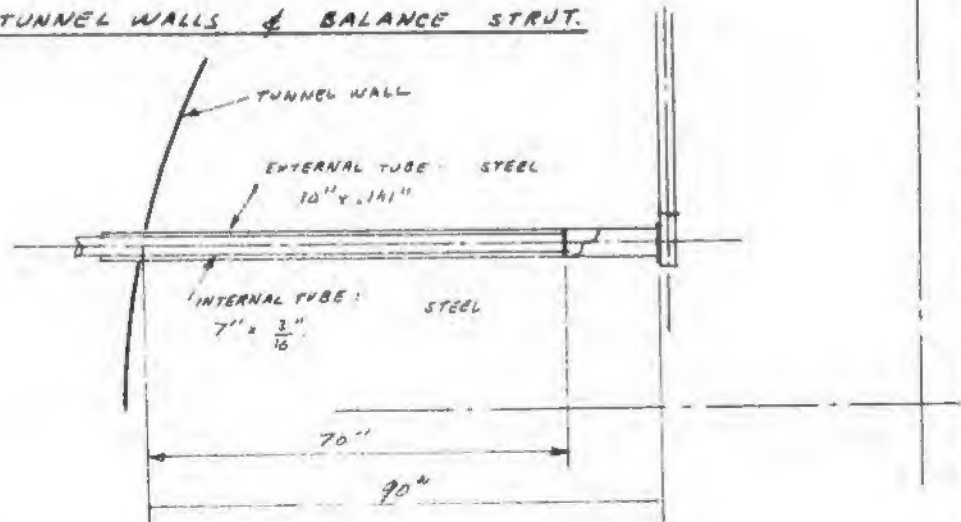 TUNNEL WALLS & BALANCE STRUT.
TUNNEL WALL
EXTERNAL TUBE - STEEL
10" x .141"
INTERNAL TUBE: STEEL
7" x 3/16"
70"
90"